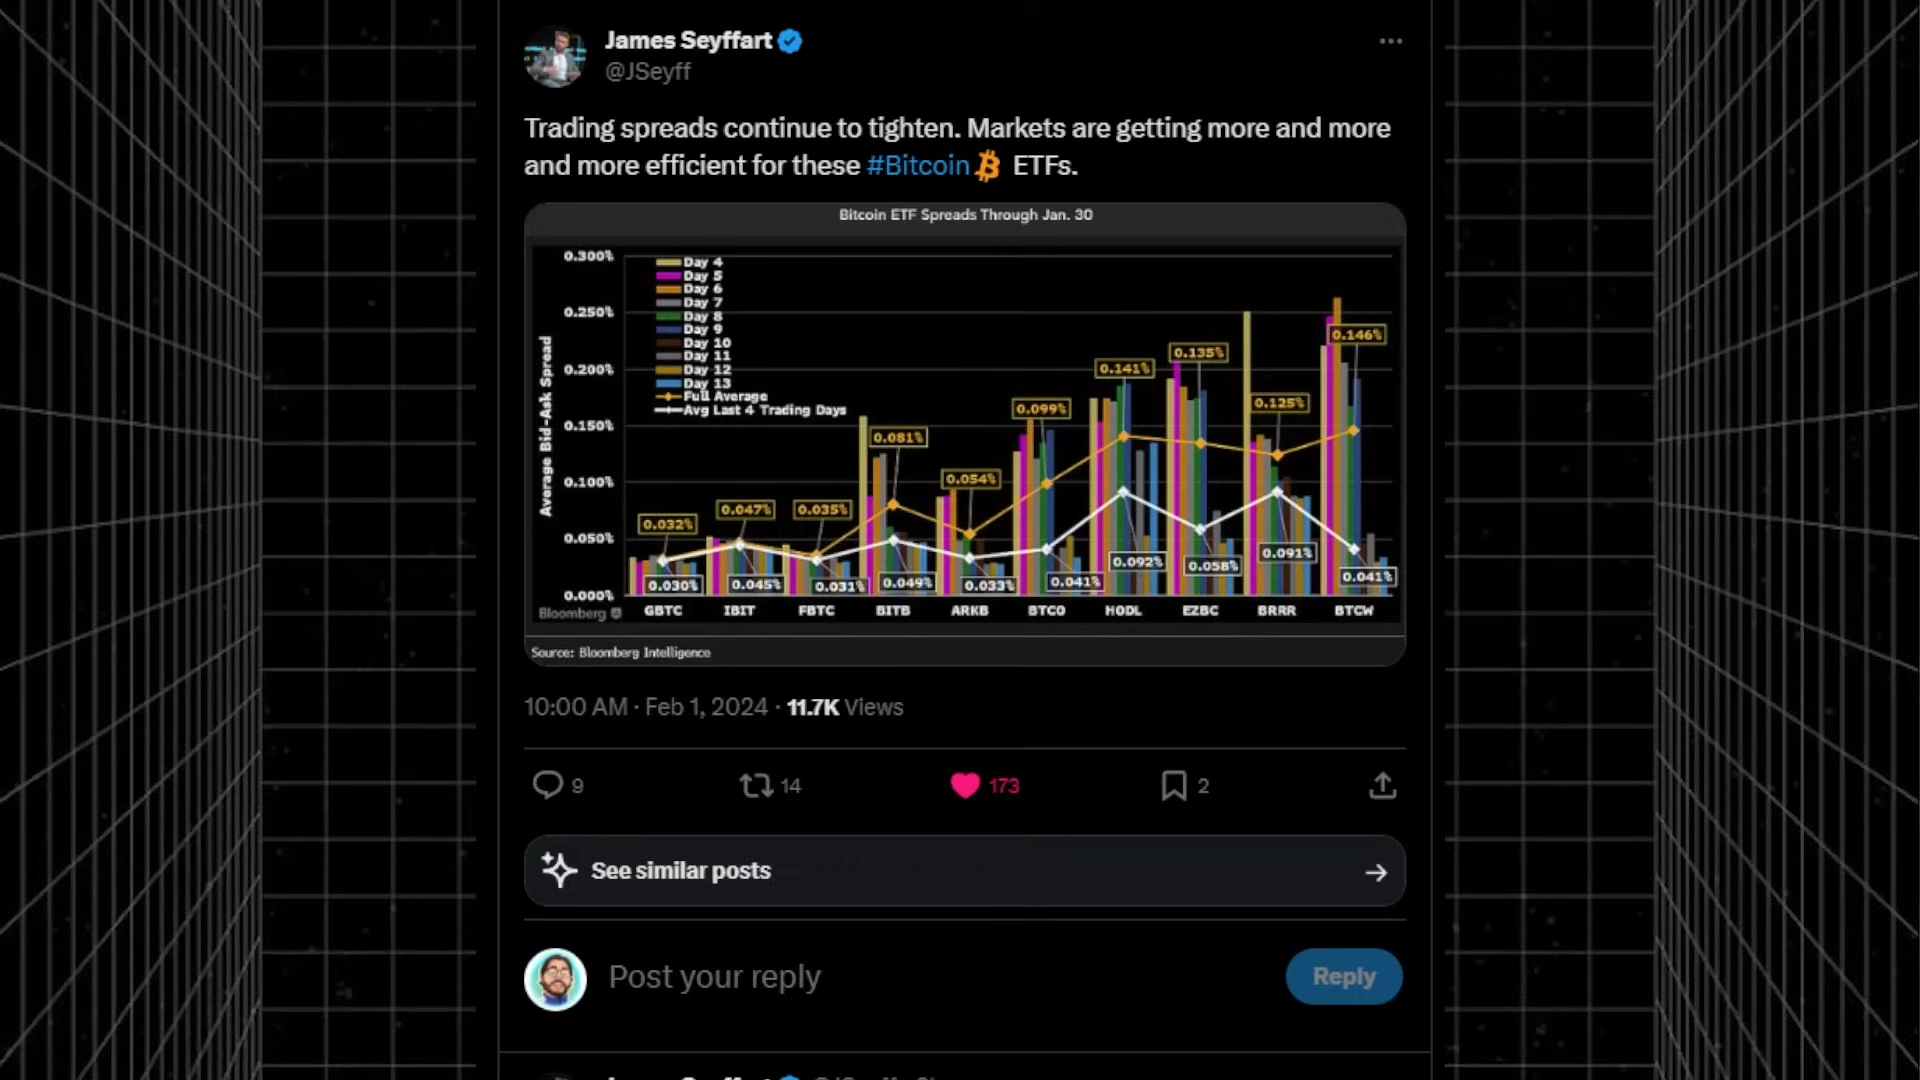 James Seyffart
@JSeyff
Trading spreads continue to tighten. Markets are getting more and more
and more efficient for these #Bitcoin ETFs.
Bitcoin ETF Spreads Through Jan. 30
Average Bid-Ask Spread
0.300%
0.250%
0.200%
0.150%
0.100%
0.050%
0.000%
Day 4
Day 5
Day 6
Day 7
Day 8
Day 9
Day 10
Day 11
Day 12
Day 13
Full Average
Avg Last 4 Trading Days
0.032% 0.047% 0.035% 0.081% 0.054% 0.099% 0.141% 0.135% 0.125% 0.146%
0.030% 0.045% 0.031% 0.049% 0.033% 0.041% 0.092% 0.058% 0.091% 0.041%
Bloomberg GBTC IBIT FBTC BITB ARKB BTCO HODL EZBC BRRR BTCW
Source: Bloomberg Intelligence
10:00 AM · Feb 1, 2024 · 11.7K Views
9 14 173 2
See similar posts
Post your reply
Reply